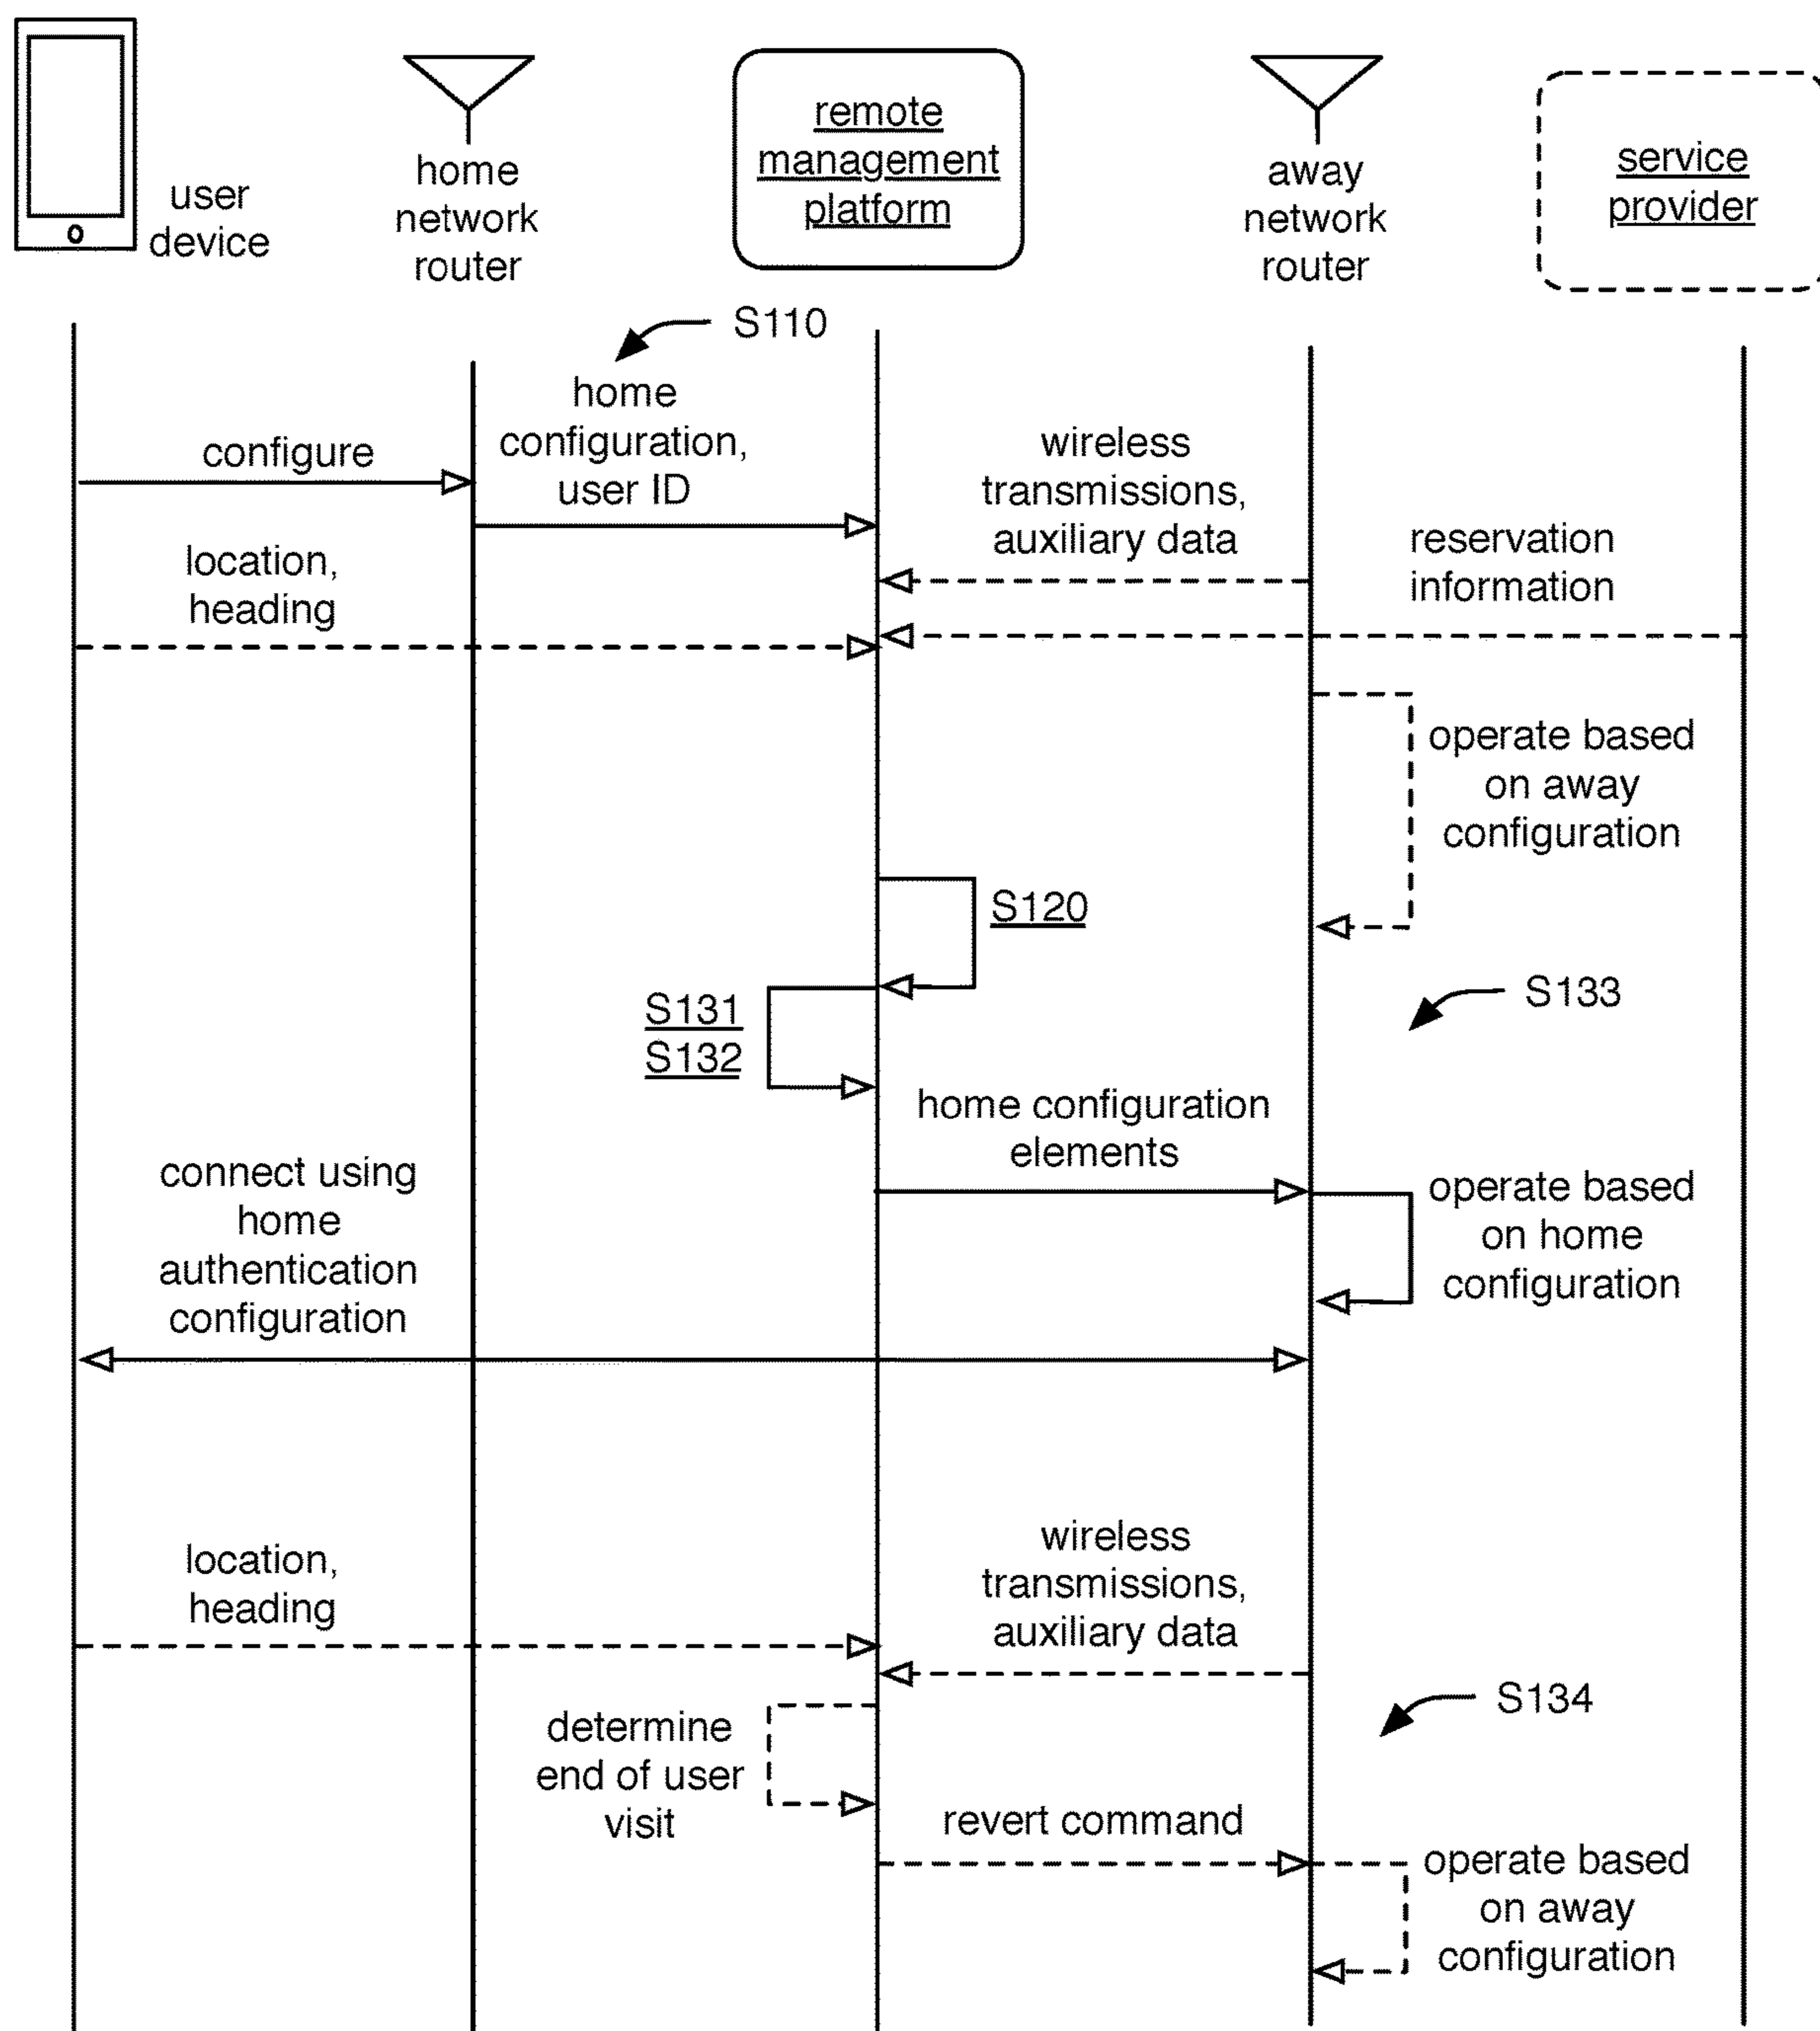 user
device
home
network
router
remote
management
platform
away
network
router
service
provider
S110
home
configuration,
user ID
configure
wireless
transmissions,
auxiliary data
reservation
information
location,
heading
operate based
on away
configuration
S120
S131
S132
S133
home configuration
elements
connect using
home
authentication
configuration
operate based
on home
configuration
location,
heading
wireless
transmissions,
auxiliary data
S134
determine
end of user
visit
revert command
operate based
on away
configuration